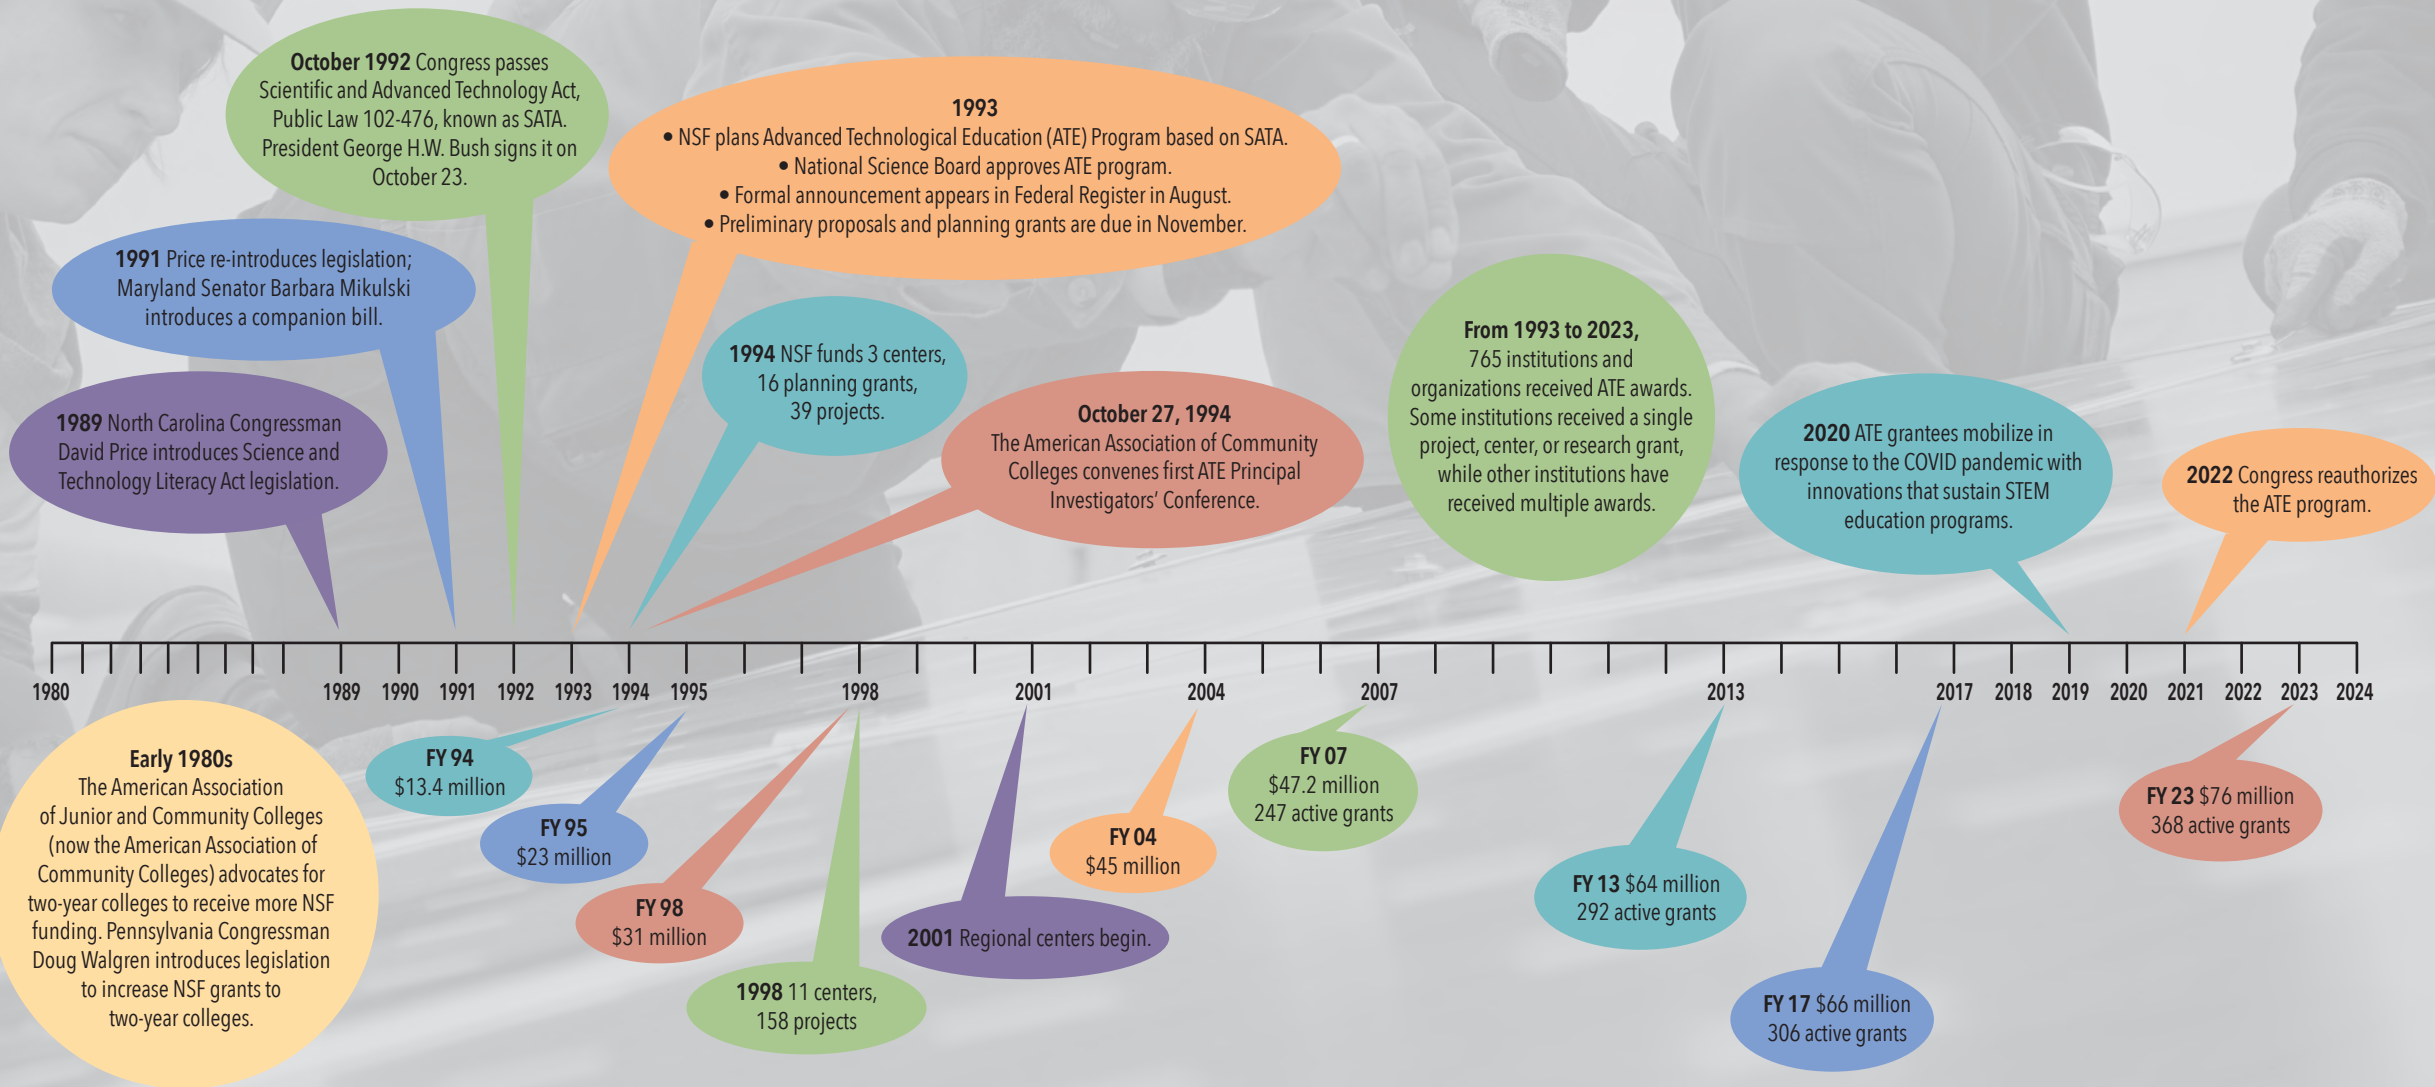 October 1992 Congress passes
Scientific and Advanced Technology Act,
Public Law 102-476, known as SATA.
President George H.W. Bush signs it on
October 23.
1993
• NSF plans Advanced Technological Education (ATE) Program based on SATA.
• National Science Board approves ATE program.
• Formal announcement appears in Federal Register in August.
• Preliminary proposals and planning grants are due in November.
1991 Price re-introduces legislation;
Maryland Senator Barbara Mikulski
introduces a companion bill.
1989 North Carolina Congressman
David Price introduces Science and
Technology Literacy Act legislation.
1994 NSF funds 3 centers,
16 planning grants,
39 projects.
October 27, 1994
The American Association of Community
Colleges convenes first ATE Principal
Investigators’ Conference.
From 1993 to 2023,
765 institutions and
organizations received ATE awards.
Some institutions received a single
project, center, or research grant,
while other institutions have
received multiple awards.
2020 ATE grantees mobilize in
response to the COVID pandemic with
innovations that sustain STEM
education programs.
2022 Congress reauthorizes
the ATE program.
1980 1989 1990 1991 1992 1993 1994 1995 1998 2001 2004 2007 2013 2017 2018 2019 2020 2021 2022 2023 2024
Early 1980s
The American Association
of Junior and Community Colleges
(now the American Association of
Community Colleges) advocates for
two-year colleges to receive more NSF
funding. Pennsylvania Congressman
Doug Walgren introduces legislation
to increase NSF grants to
two-year colleges.
FY 94
$13.4 million
FY 95
$23 million
FY 98
$31 million
1998 11 centers,
158 projects
2001 Regional centers begin.
FY 04
$45 million
FY 07
$47.2 million
247 active grants
FY 13 $64 million
292 active grants
FY 17 $66 million
306 active grants
FY 23 $76 million
368 active grants